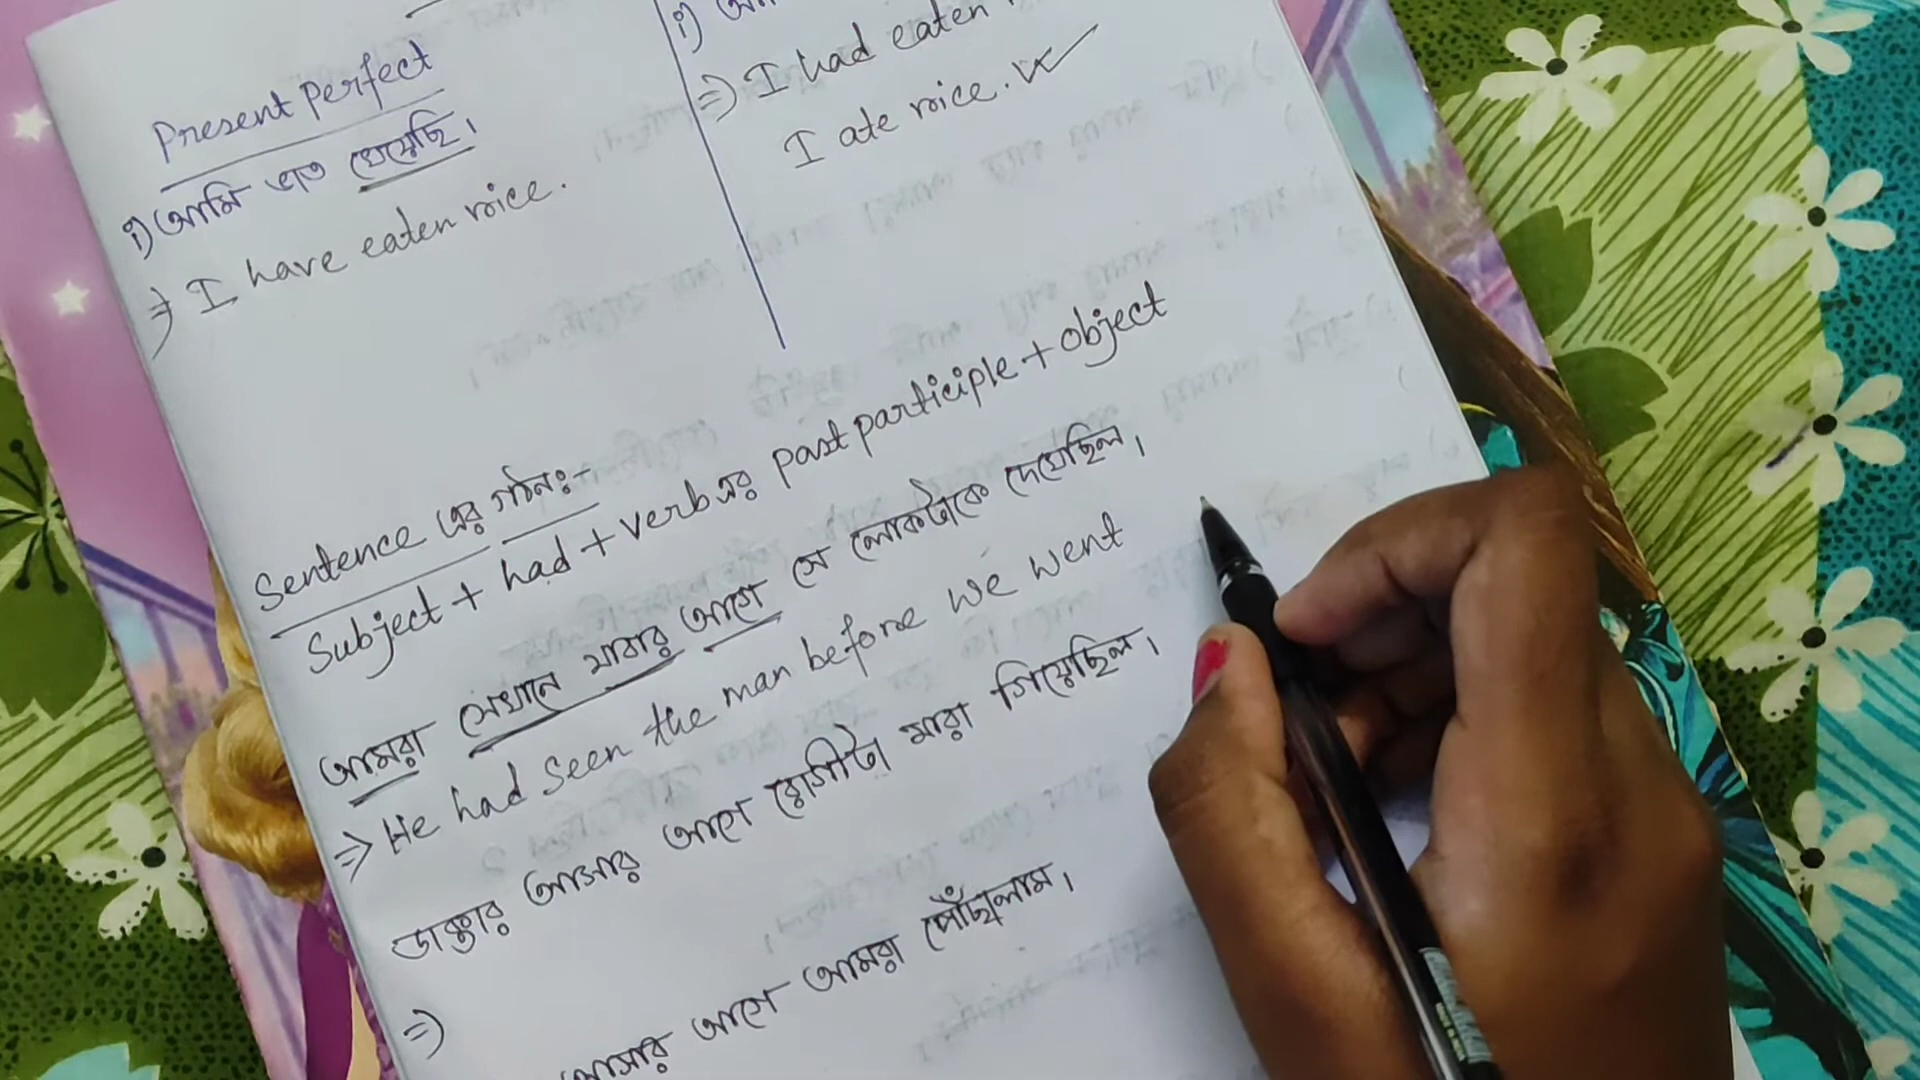 Present Perfect
i) আমি ভাত খেয়েছি।
⇒ I have eaten rice.
i) আমি
⇒ I had eaten
I ate rice.
Sentence এর গঠন:-
Subject + had + verb এর past participle + object
আমরা সেখানে যাবার আগে সে লোকটাকে দেখেছিল।
⇒ He had seen the man before we went
ডাক্তার আসার আগে রোগীটা মারা গিয়েছিল।
⇒
আসার আগে আমরা পৌঁছলাম।